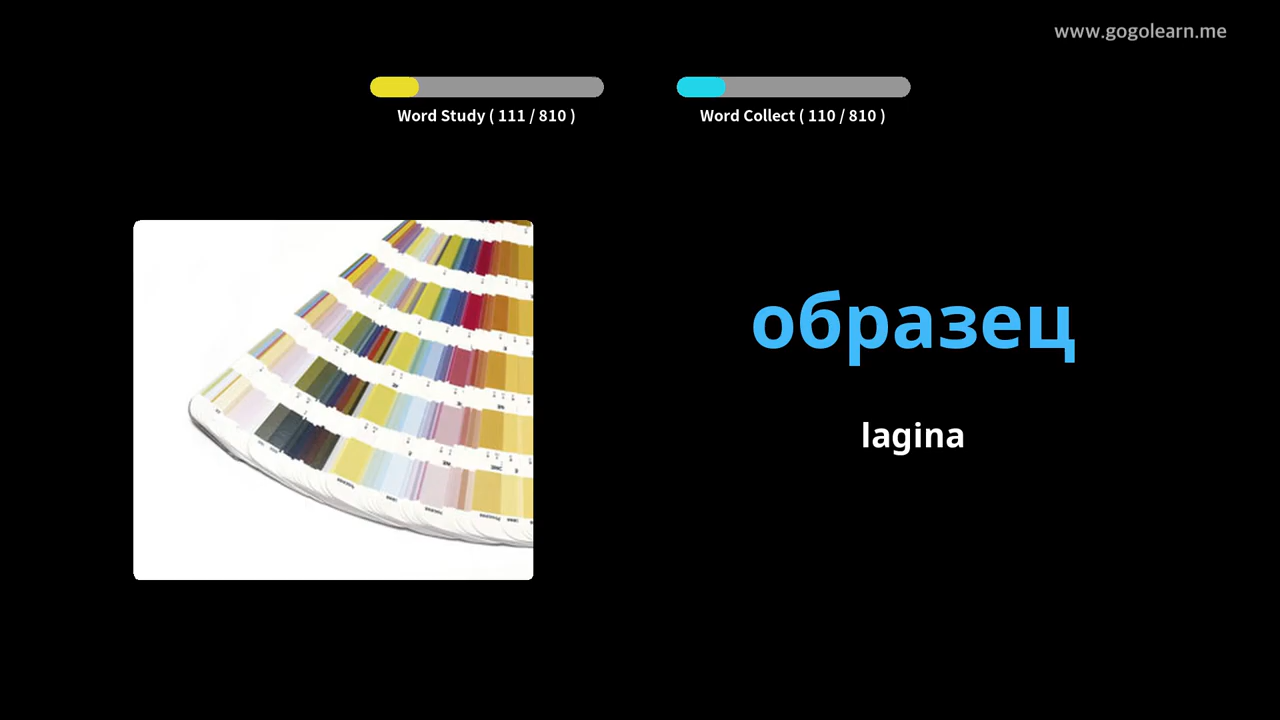 www.gogolearn.me
Word Study ( 111 / 810 )
Word Collect ( 110 / 810 )
образец
lagina